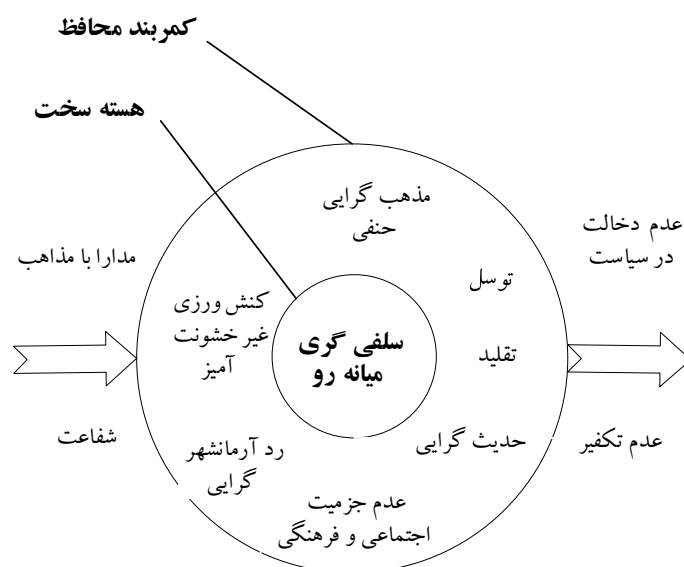 کمربند محافظ
هسته سخت
مذهب گرایی
حنفی
عدم دخالت
در سیاست
مدارا با مذاهب
توسل
کنش ورزی
غیر خشونت
آمیز
سلفی گری
میانه رو
تقلید
شفاعت
رد آرمانشهر
گرایی
حدیث گرایی
عدم تکفیر
عدم جزمیت
اجتماعی و فرهنگی